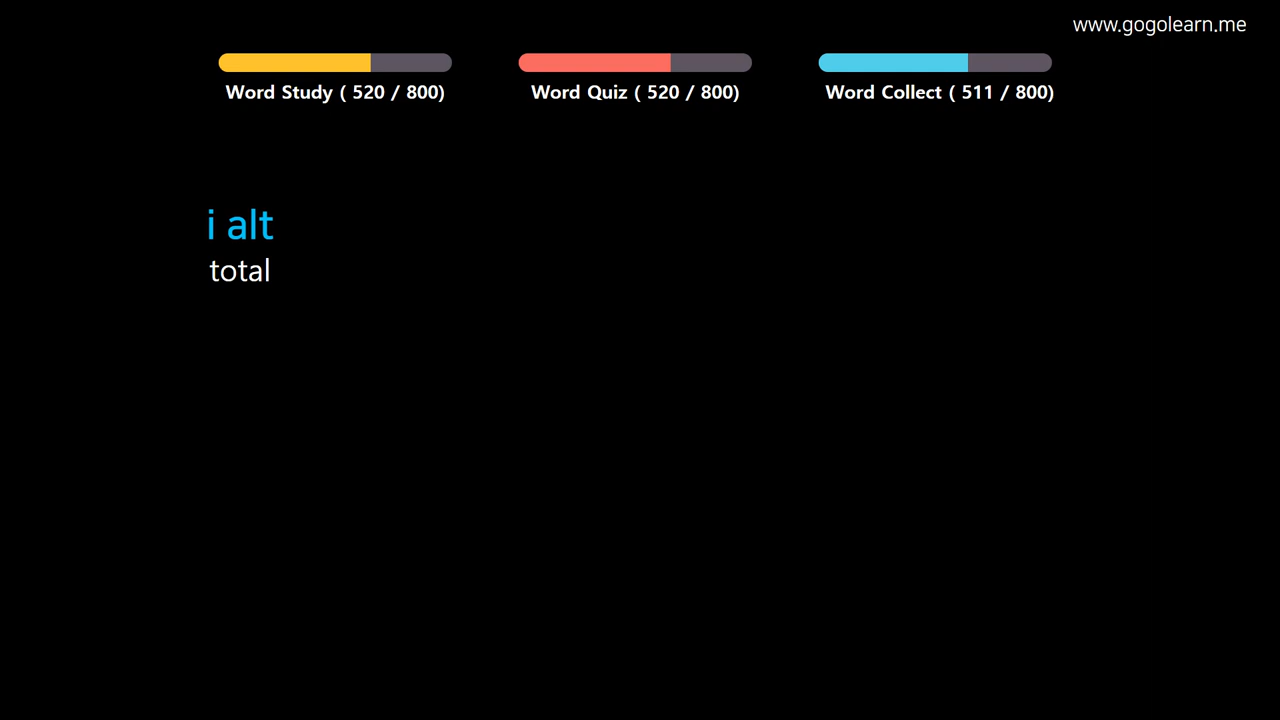 www.gogolearn.me
Word Study ( 520 / 800)
Word Quiz ( 520 / 800)
Word Collect ( 511 / 800)
i alt
total